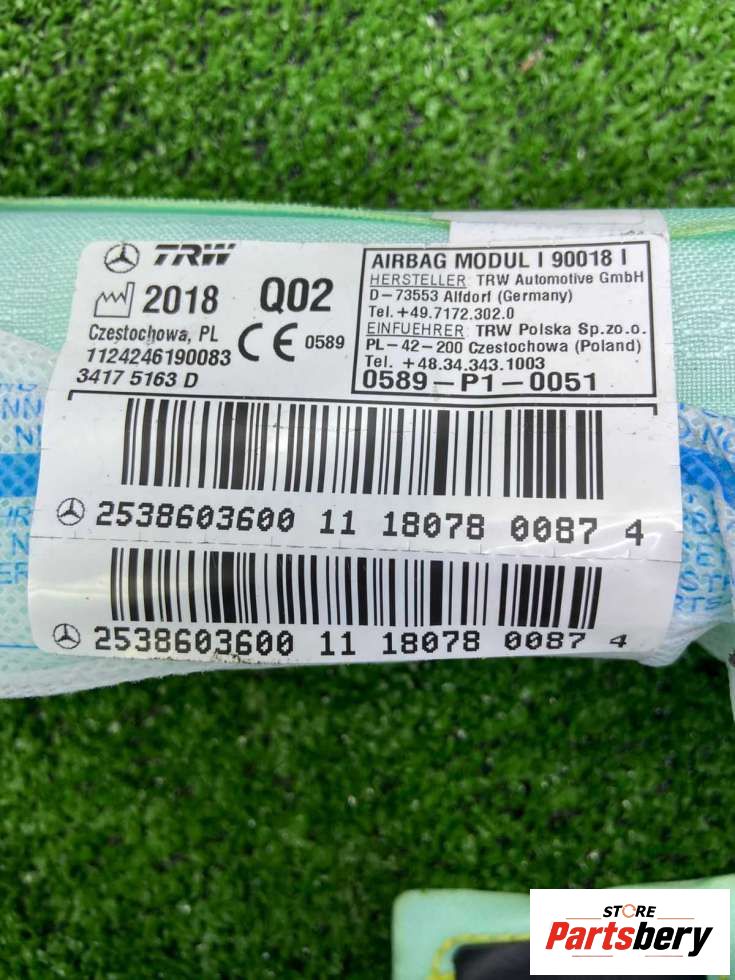 TRW
2018 Q02
Częstochowa, PL
1124246190083
CE 0589
3417 5163 D
AIRBAG MODUL I 90018 I
HERSTELLER: TRW Automotive GmbH
D-73553 Alfdorf (Germany)
Tel. +49.7172.302.0
EINFUEHRER: TRW Polska Sp.zo.o.
PL-42-200 Czestochowa (Poland)
Tel. +48.34.343.1003
0589-P1-0051
2538603600 11 18078 0087 4
2538603600 11 18078 0087 4
STORE
Partsbery